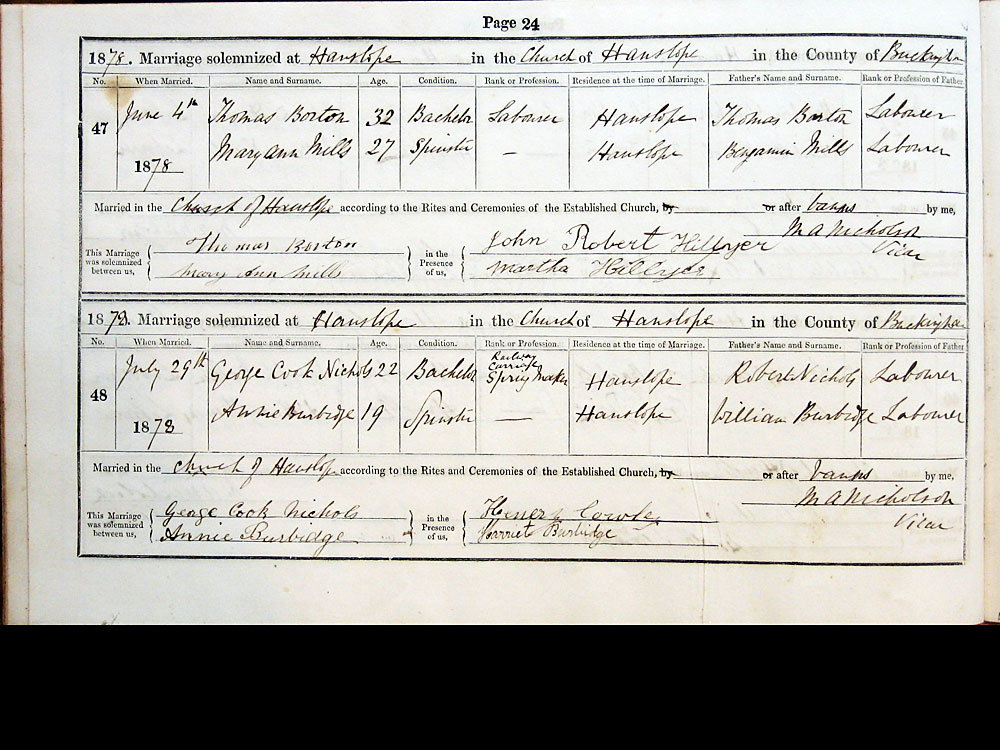 Page 24
1878. Marriage solemnized at Hanslope in the Church of Hanslope in the County of Buckingham
No. When Married. Name and Surname. Age. Condition. Rank or Profession. Residence at the time of Marriage. Father's Name and Surname. Rank or Profession of Father.
47 June 4th 1878 Thomas Borton 32 Bachelor Labourer Hanslope Thomas Borton Labourer
Mary Ann Mills 27 Spinster — Hanslope Benjamin Mills Labourer
Married in the Church of Hanslope according to the Rites and Ceremonies of the Established Church, by or after banns by me,
M A Nicholson
Vicar
This Marriage was solemnized between us, Thomas Borton
Mary Ann Mills
in the Presence of us, John Robert Hillyer
Martha Hillyer
1878. Marriage solemnized at Hanslope in the Church of Hanslope in the County of Buckingham
No. When Married. Name and Surname. Age. Condition. Rank or Profession. Residence at the time of Marriage. Father's Name and Surname. Rank or Profession of Father
48 July 29th 1878 George Cook Nichols 22 Bachelor Railway Carriage Spring Maker Hanslope Robert Nichols Labourer
Annie Burbidge 19 Spinster — Hanslope William Burbidge Labourer
Married in the Church of Hanslope according to the Rites and Ceremonies of the Established Church, by or after banns by me,
M A Nicholson
Vicar
This Marriage was solemnized between us, George Cook Nichols
Annie Burbidge
in the Presence of us, Henry
Harriet Burbidge